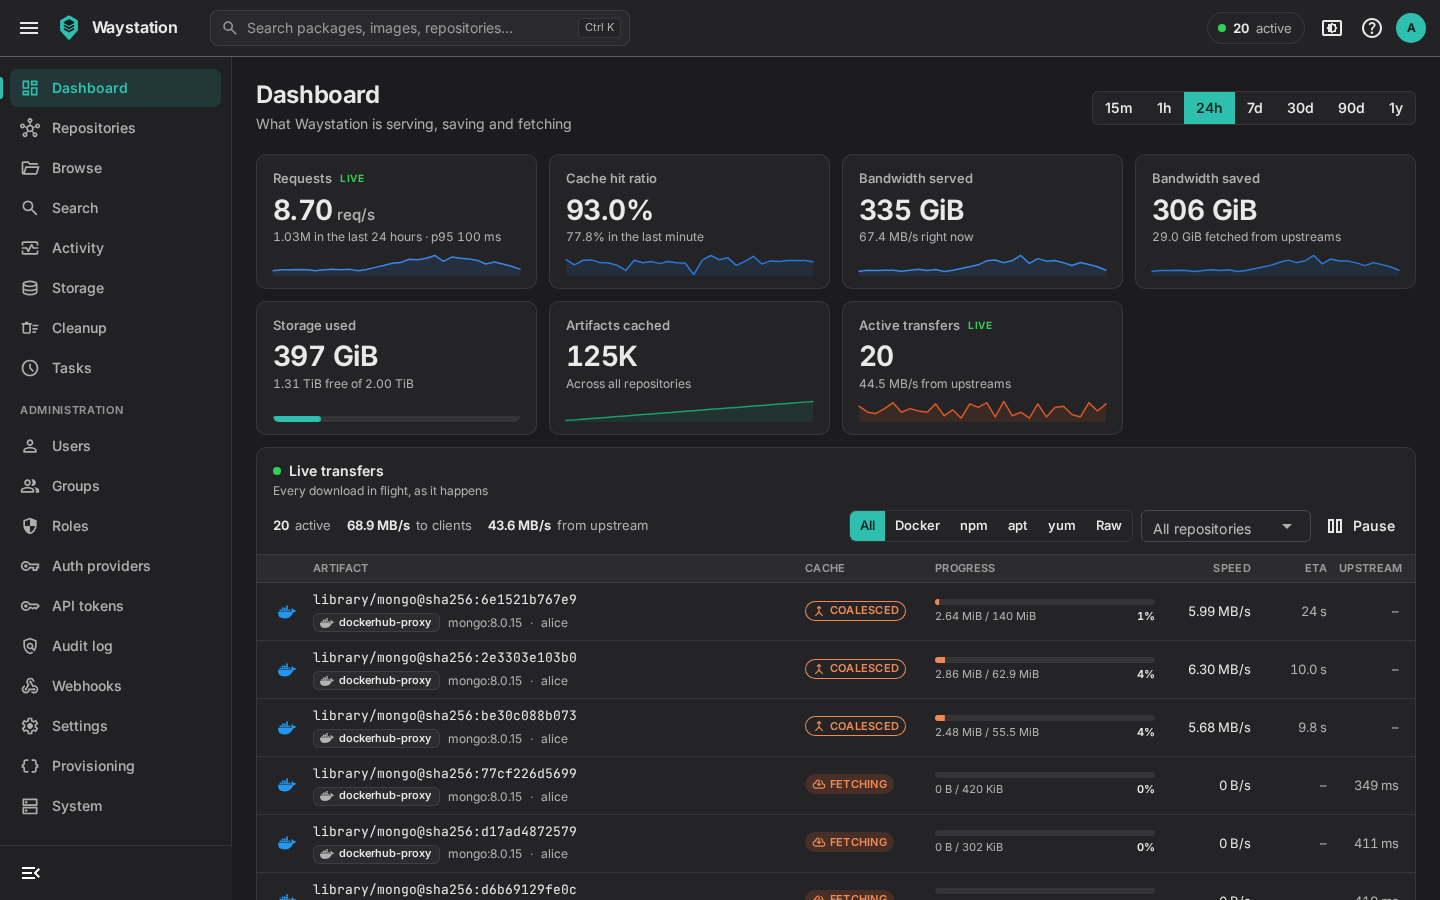 Waystation
Search packages, images, repositories...
Ctrl K
20 active
A
Dashboard
Repositories
Browse
Search
Activity
Storage
Cleanup
Tasks
ADMINISTRATION
Users
Groups
Roles
Auth providers
API tokens
Audit log
Webhooks
Settings
Provisioning
System
Dashboard
What Waystation is serving, saving and fetching
15m 1h 24h 7d 30d 90d 1y
Requests LIVE
8.70 req/s
1.03M in the last 24 hours · p95 100 ms
Cache hit ratio
93.0%
77.8% in the last minute
Bandwidth served
335 GiB
67.4 MB/s right now
Bandwidth saved
306 GiB
29.0 GiB fetched from upstreams
Storage used
397 GiB
1.31 TiB free of 2.00 TiB
Artifacts cached
125K
Across all repositories
Active transfers LIVE
20
44.5 MB/s from upstreams
Live transfers
Every download in flight, as it happens
20 active 68.9 MB/s to clients 43.6 MB/s from upstream
All Docker npm apt yum Raw
All repositories
Pause
ARTIFACT CACHE PROGRESS SPEED ETA UPSTREAM
library/mongo@sha256:6e1521b767e9
dockerhub-proxy mongo:8.0.15 · alice
COALESCED
2.64 MiB / 140 MiB 1%
5.99 MB/s 24 s –
library/mongo@sha256:2e3303e103b0
dockerhub-proxy mongo:8.0.15 · alice
COALESCED
2.86 MiB / 62.9 MiB 4%
6.30 MB/s 10.0 s –
library/mongo@sha256:be30c088b073
dockerhub-proxy mongo:8.0.15 · alice
COALESCED
2.48 MiB / 55.5 MiB 4%
5.68 MB/s 9.8 s –
library/mongo@sha256:77cf226d5699
dockerhub-proxy mongo:8.0.15 · alice
FETCHING
0 B / 420 KiB 0%
0 B/s – 349 ms
library/mongo@sha256:d17ad4872579
dockerhub-proxy mongo:8.0.15 · alice
FETCHING
0 B / 302 KiB 0%
0 B/s – 411 ms
library/mongo@sha256:d6b69129fe0c
FETCHING
0 B/s